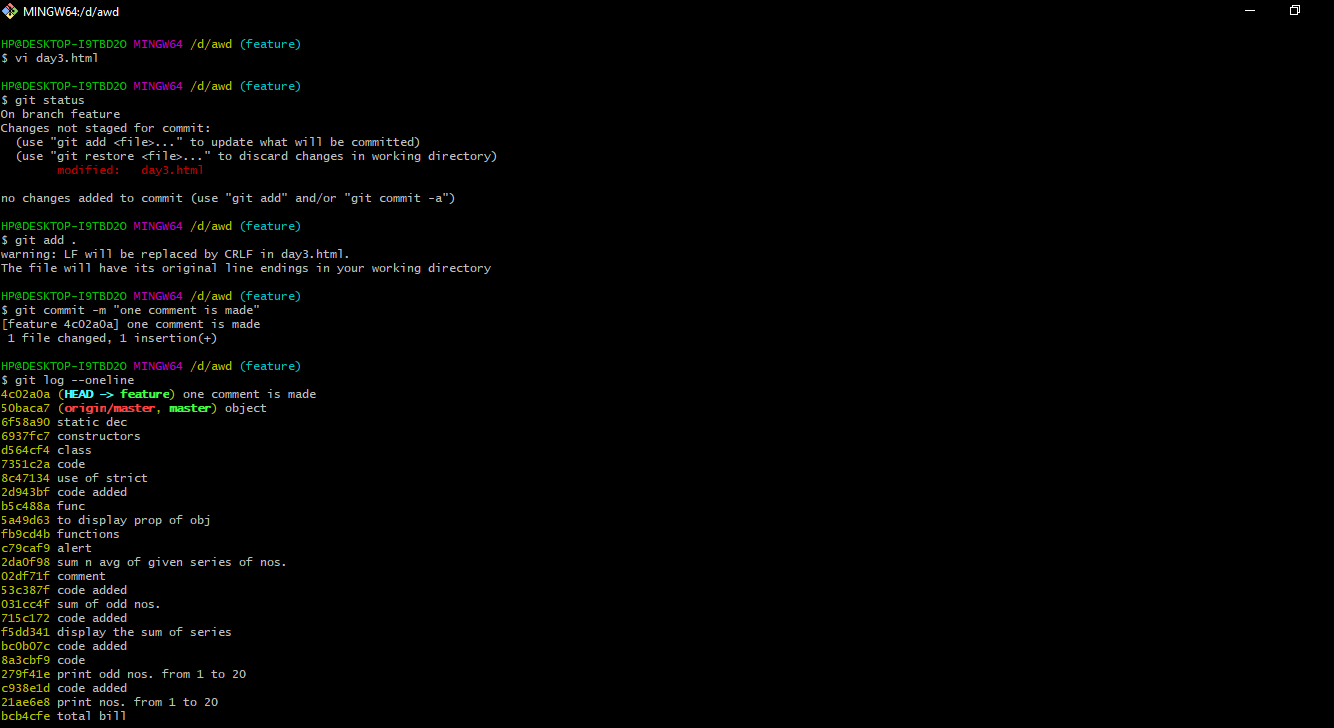 MINGW64:/d/awd
HP@DESKTOP-I9TBD2O MINGW64 /d/awd (feature)
$ vi day3.html
HP@DESKTOP-I9TBD2O MINGW64 /d/awd (feature)
$ git status
On branch feature
Changes not staged for commit:
  (use "git add <file>..." to update what will be committed)
  (use "git restore <file>..." to discard changes in working directory)
        modified:   day3.html
no changes added to commit (use "git add" and/or "git commit -a")
HP@DESKTOP-I9TBD2O MINGW64 /d/awd (feature)
$ git add .
warning: LF will be replaced by CRLF in day3.html.
The file will have its original line endings in your working directory
HP@DESKTOP-I9TBD2O MINGW64 /d/awd (feature)
$ git commit -m "one comment is made"
[feature 4c02a0a] one comment is made
 1 file changed, 1 insertion(+)
HP@DESKTOP-I9TBD2O MINGW64 /d/awd (feature)
$ git log --oneline
4c02a0a (HEAD -> feature) one comment is made
50baca7 (origin/master, master) object
6f58a90 static dec
6937fc7 constructors
d564cf4 class
7351c2a code
8c47134 use of strict
2d943bf code added
b5c488a func
5a49d63 to display prop of obj
fb9cd4b functions
c79caf9 alert
2da0f98 sum n avg of given series of nos.
02df71f comment
53c387f code added
031cc4f sum of odd nos.
715c172 code added
f5dd341 display the sum of series
bc0b07c code added
8a3cbf9 code
279f41e print odd nos. from 1 to 20
c938e1d code added
21ae6e8 print nos. from 1 to 20
bcb4cfe total bill